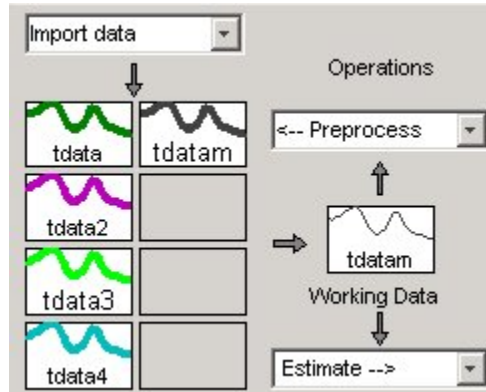 Import data
Operations
tdata
tdatam
<-- Preprocess
tdata2
tdata3
tdatam
Working Data
tdata4
Estimate -->